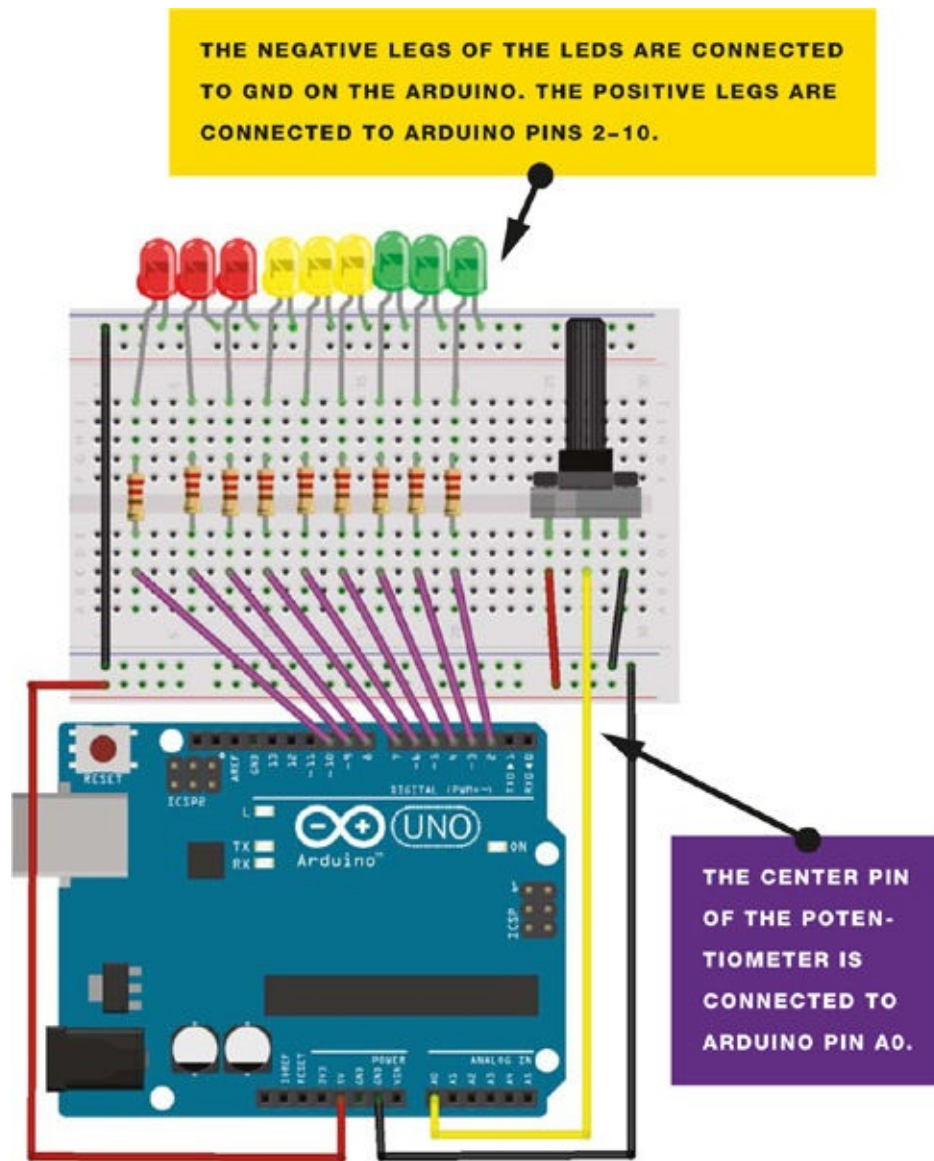 THE NEGATIVE LEGS OF THE LEDS ARE CONNECTED
TO GND ON THE ARDUINO. THE POSITIVE LEGS ARE
CONNECTED TO ARDUINO PINS 2–10.
RESET
ICSP2
AREF
GND
13
12
~11
~10
~9
8
7
~6
~5
4
~3
2
TX0▶1
RX0◀0
DIGITAL (PWM=~)
L
TX
RX
UNO
Arduino™
ON
1
ICSP
THE CENTER PIN
OF THE POTEN-
TIOMETER IS
CONNECTED TO
ARDUINO PIN A0.
POWER
ANALOG IN
RESET
3V3
5V
GND
GND
VIN
A0
A1
A2
A3
A4
A5